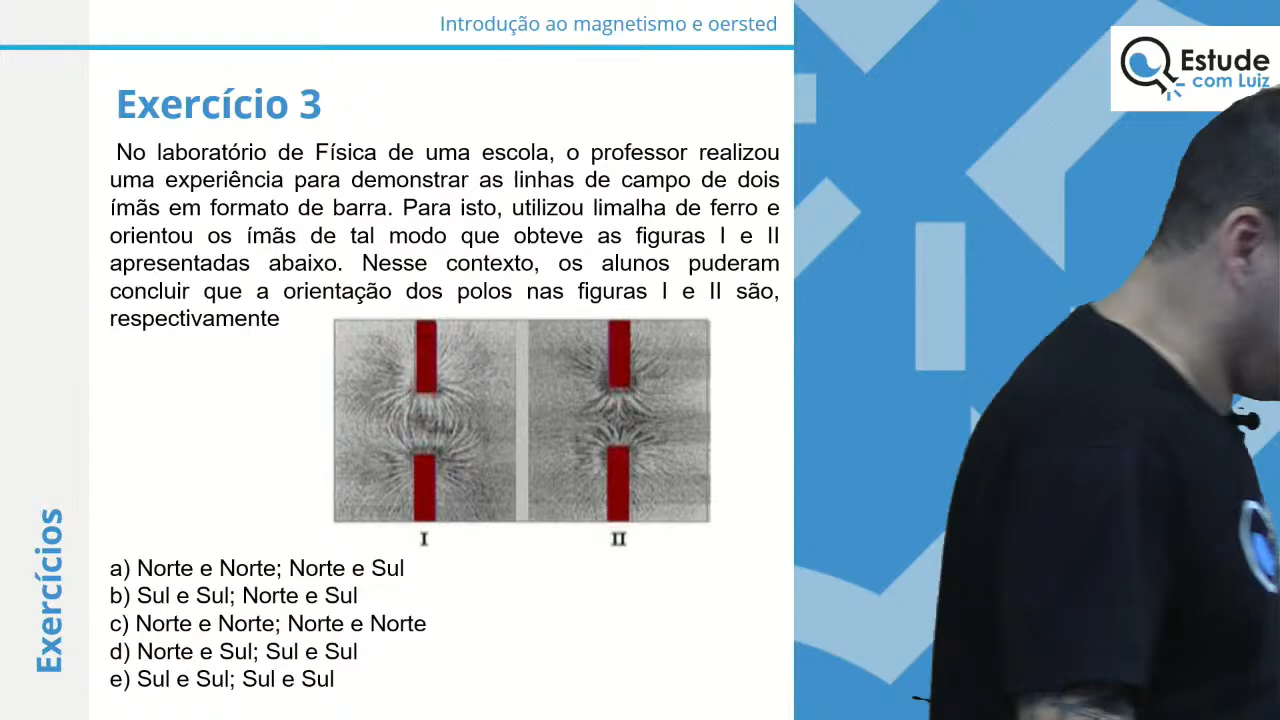 Introdução ao magnetismo e oersted
Estude
com Luiz
Exercício 3
No laboratório de Física de uma escola, o professor realizou
uma experiência para demonstrar as linhas de campo de dois
ímãs em formato de barra. Para isto, utilizou limalha de ferro e
orientou os ímãs de tal modo que obteve as figuras I e II
apresentadas abaixo. Nesse contexto, os alunos puderam
concluir que a orientação dos polos nas figuras I e II são,
respectivamente
I
II
a) Norte e Norte; Norte e Sul
b) Sul e Sul; Norte e Sul
c) Norte e Norte; Norte e Norte
d) Norte e Sul; Sul e Sul
e) Sul e Sul; Sul e Sul
Exercícios